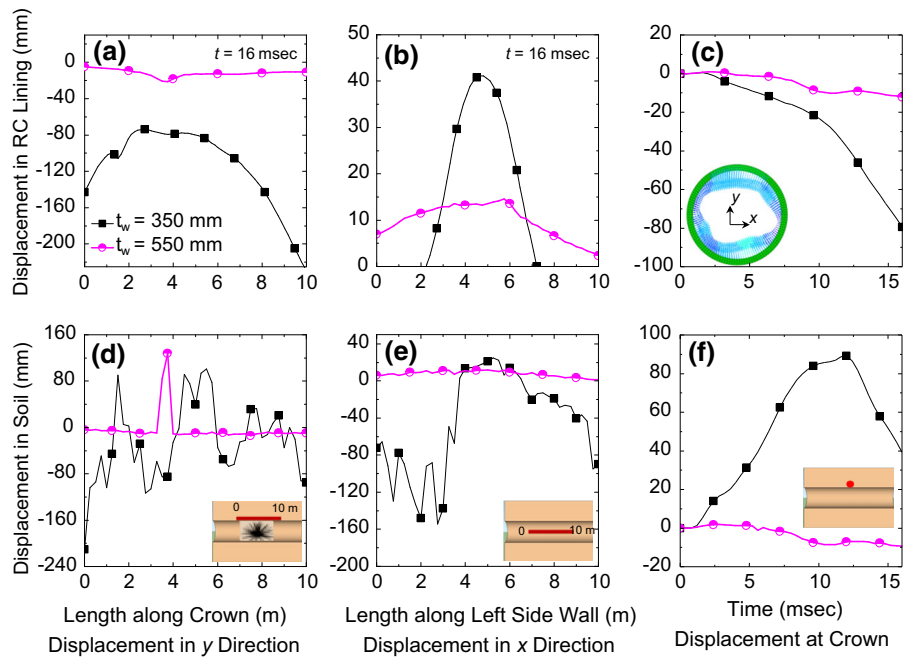 Displacement in RC Lining (mm)
(a)
t = 16 msec
40
0
-40
-80
-120
-160
-200
t_w = 350 mm
t_w = 550 mm
0 2 4 6 8 10
(b)
t = 16 msec
50
40
30
20
10
0
0 2 4 6 8 10
(c)
20
0
-20
-40
-60
-80
-100
y
x
0 5 10 15
Displacement in Soil (mm)
(d)
160
80
0
-80
-160
-240
0 10 m
0 2 4 6 8 10
Length along Crown (m)
Displacement in y Direction
(e)
40
0
-40
-80
-120
-160
-200
0 10 m
0 2 4 6 8 10
Length along Left Side Wall (m)
Displacement in x Direction
(f)
100
80
60
40
20
0
-20
0 5 10 15
Time (msec)
Displacement at Crown